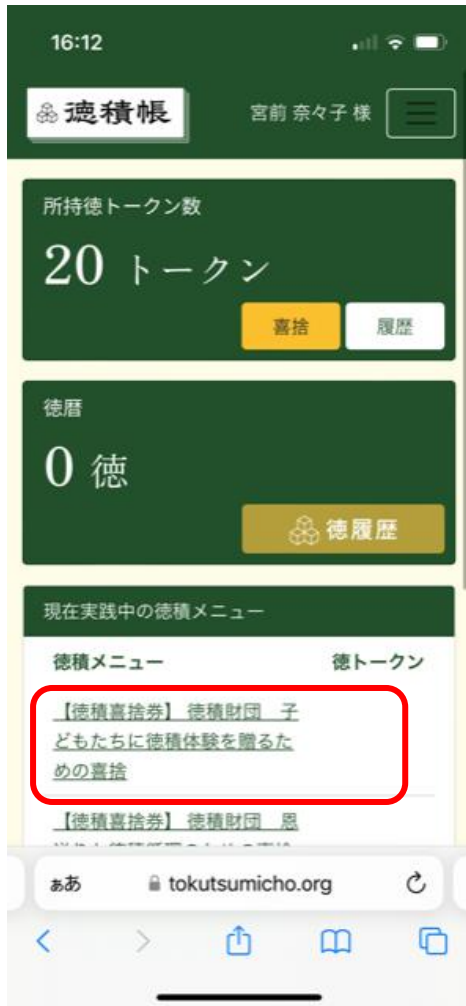 16:12
徳積帳
宮前 奈々子 様
所持徳トークン数
20 トークン
喜捨
履歴
徳暦
0 徳
徳履歴
現在実践中の徳積メニュー
徳積メニュー 徳トークン
【徳積喜捨券】 徳積財団 子
どもたちに徳積体験を贈るた
めの喜捨
【徳積喜捨券】 徳積財団 恩
ぁあ tokutsumicho.org